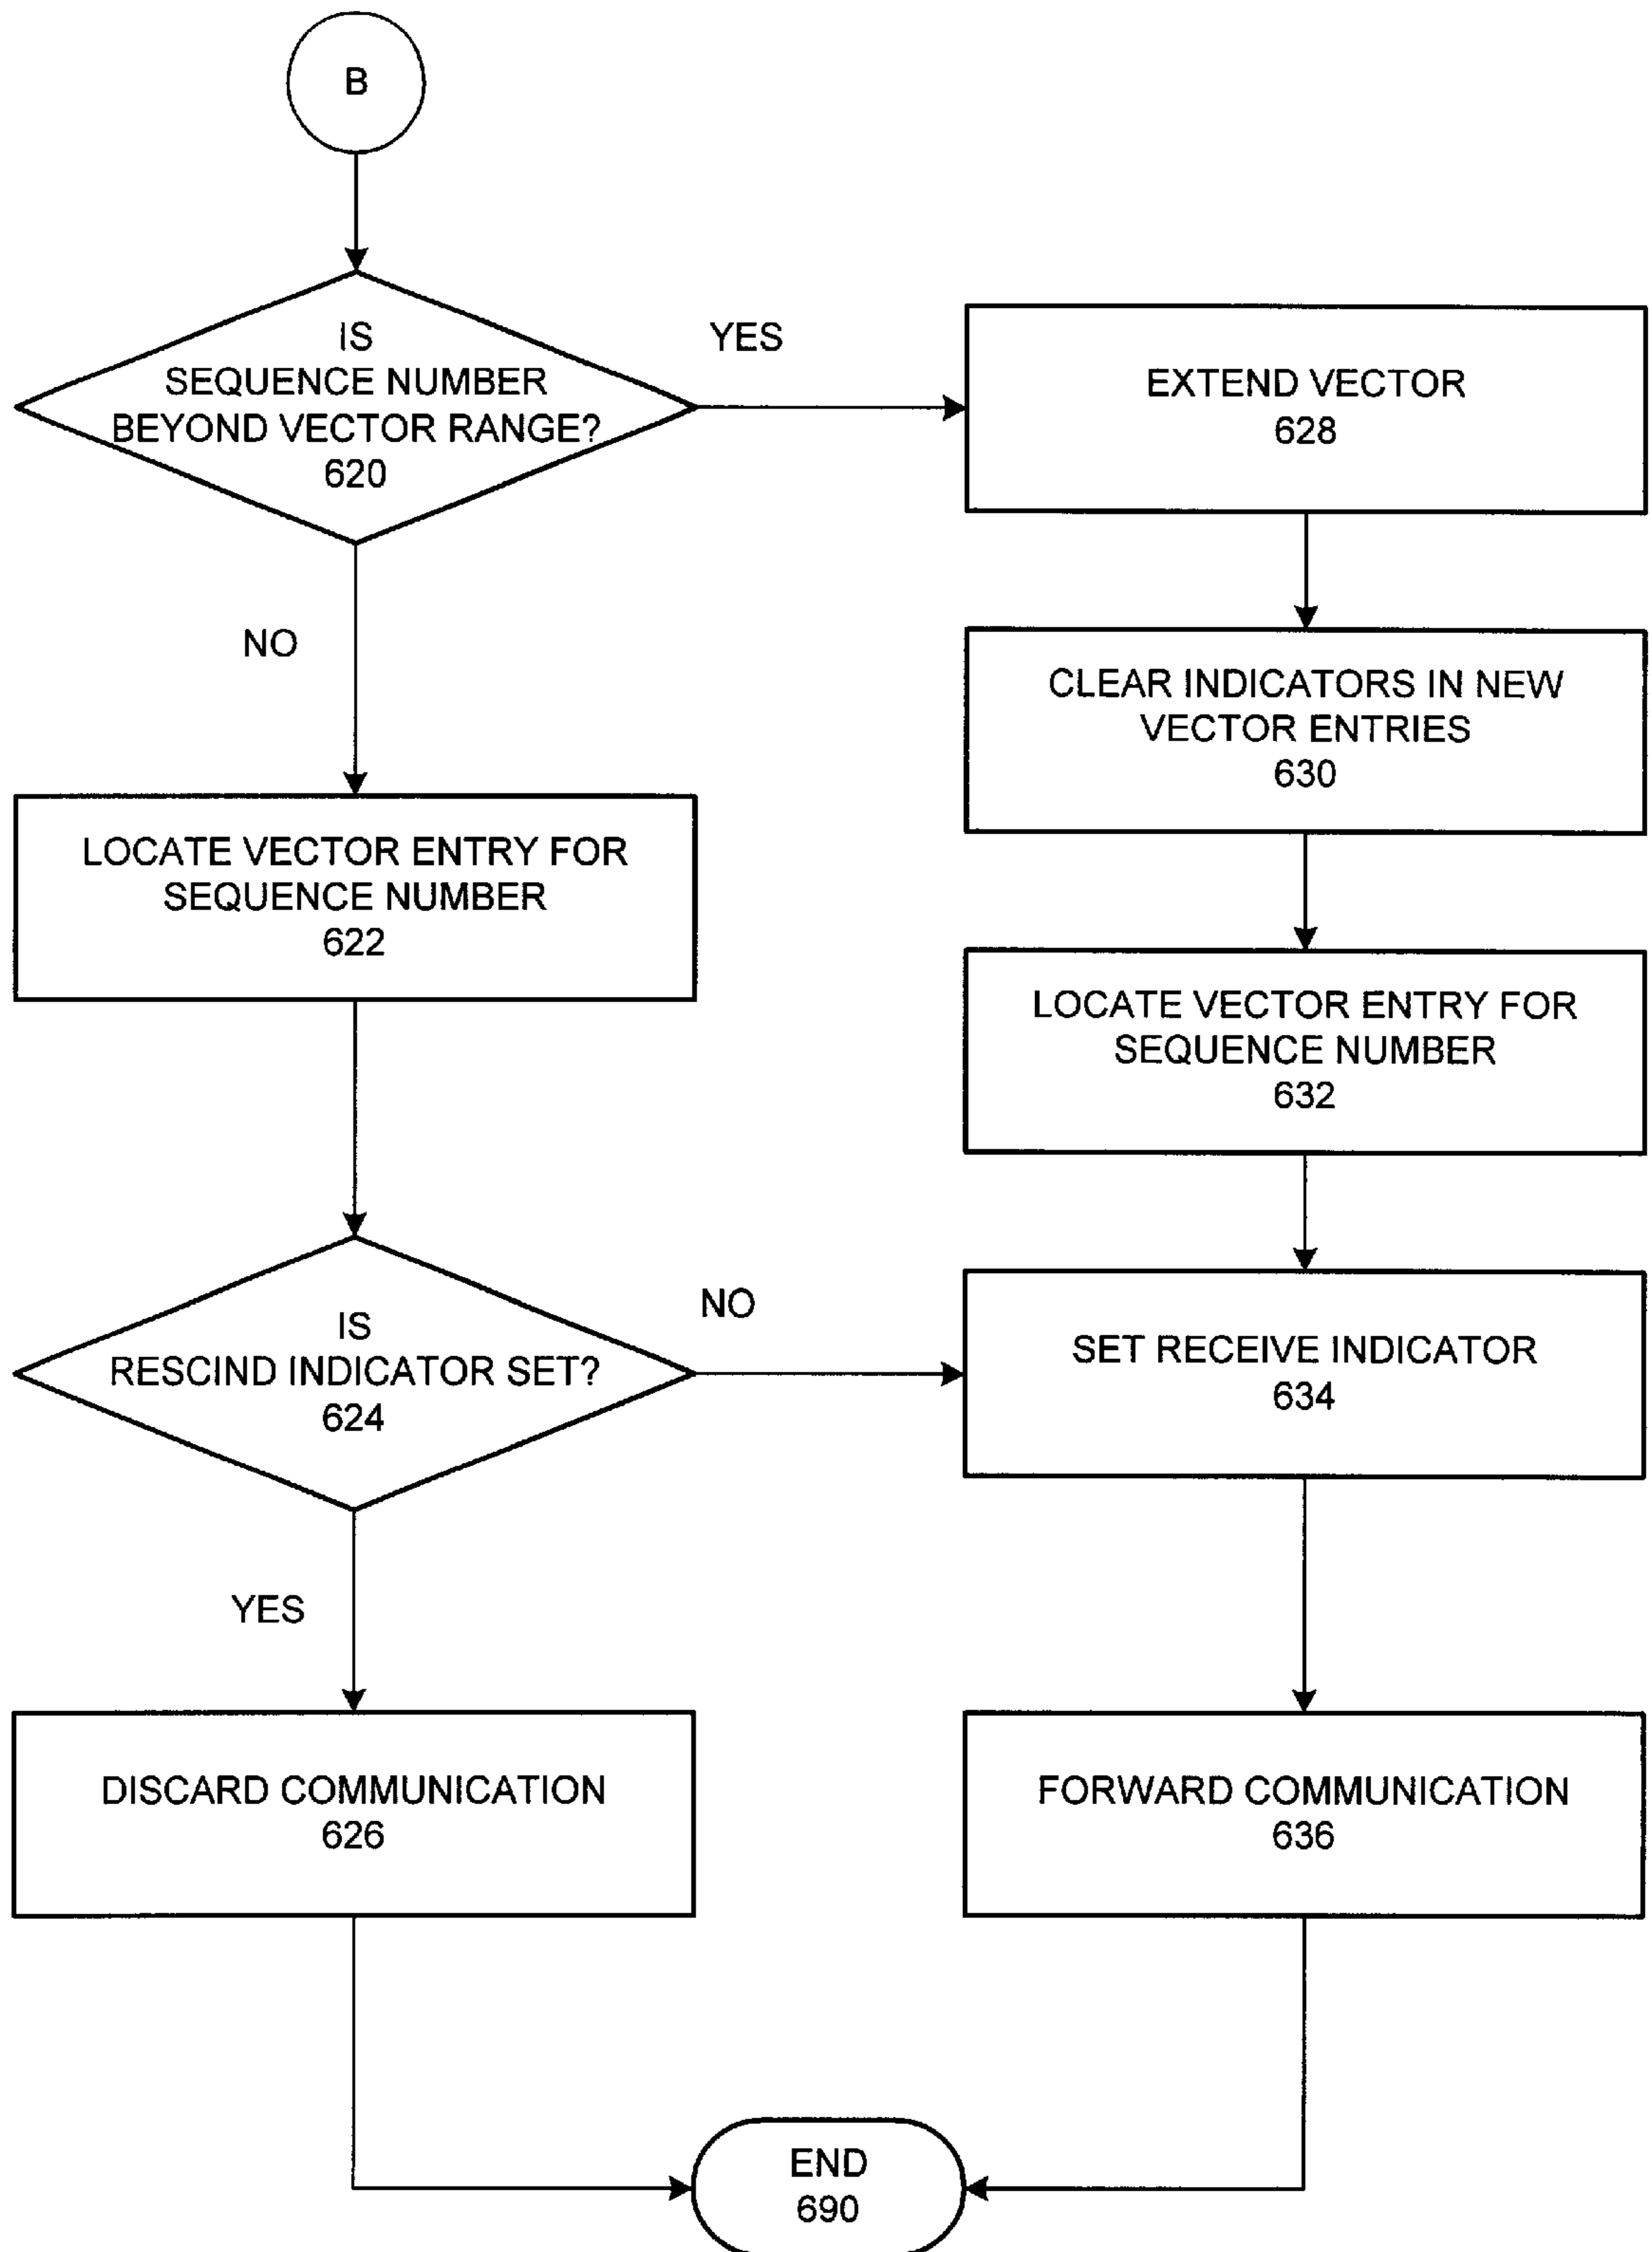 B
IS
SEQUENCE NUMBER
BEYOND VECTOR RANGE?
620
YES
EXTEND VECTOR
628
NO
CLEAR INDICATORS IN NEW
VECTOR ENTRIES
630
LOCATE VECTOR ENTRY FOR
SEQUENCE NUMBER
622
LOCATE VECTOR ENTRY FOR
SEQUENCE NUMBER
632
IS
RESCIND INDICATOR SET?
624
NO
SET RECEIVE INDICATOR
634
YES
DISCARD COMMUNICATION
626
FORWARD COMMUNICATION
636
END
690